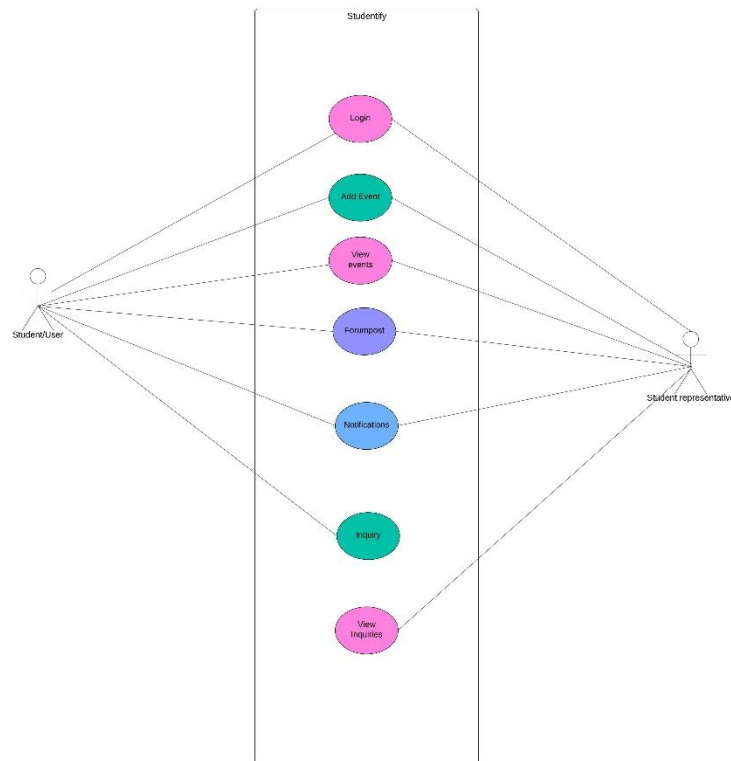 Studentify
Login
Add Event
View
events
Forumpost
Student/User
Student representative
Notifications
Inquiry
View
Inquiries